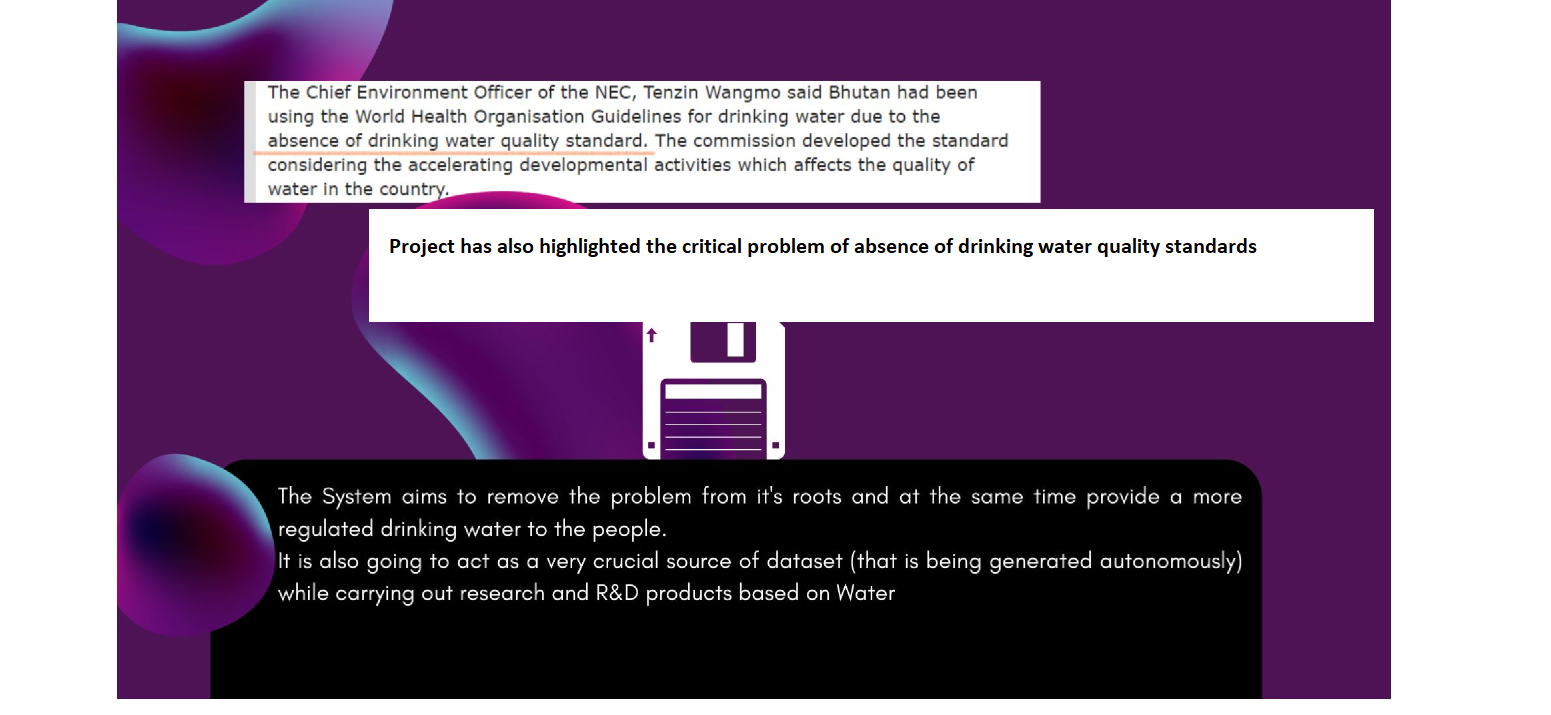 The Chief Environment Officer of the NEC, Tenzin Wangmo said Bhutan had been
using the World Health Organisation Guidelines for drinking water due to the
absence of drinking water quality standard. The commission developed the standard
considering the accelerating developmental activities which affects the quality of
water in the country.
Project has also highlighted the critical problem of absence of drinking water quality standards
The System aims to remove the problem from it's roots and at the same time provide a more
regulated drinking water to the people.
It is also going to act as a very crucial source of dataset (that is being generated autonomously)
while carrying out research and R&D products based on Water